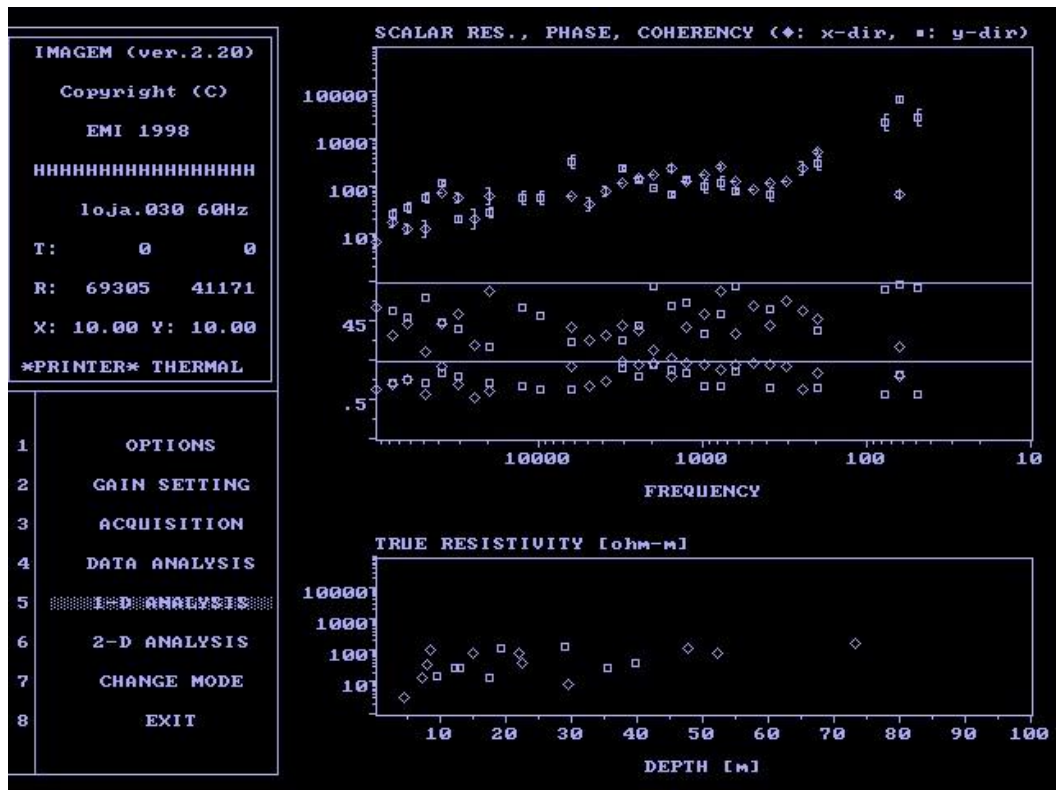 IMAGEM (ver.2.20)
Copyright (C)
EMI 1998
HHHHHHHHHHHHHHHHHH
loja.030 60Hz
T: 0 0
R: 69305 41171
X: 10.00 Y: 10.00
*PRINTER* THERMAL
1 OPTIONS
2 GAIN SETTING
3 ACQUISITION
4 DATA ANALYSIS
5 1-D ANALYSIS
6 2-D ANALYSIS
7 CHANGE MODE
8 EXIT
SCALAR RES., PHASE, COHERENCY (◆: x-dir, ▪: y-dir)
10000
1000
100
10
45
.5
10000 1000 100 10
FREQUENCY
TRUE RESISTIVITY [ohm-m]
10000
1000
100
10
10 20 30 40 50 60 70 80 90 100
DEPTH [m]